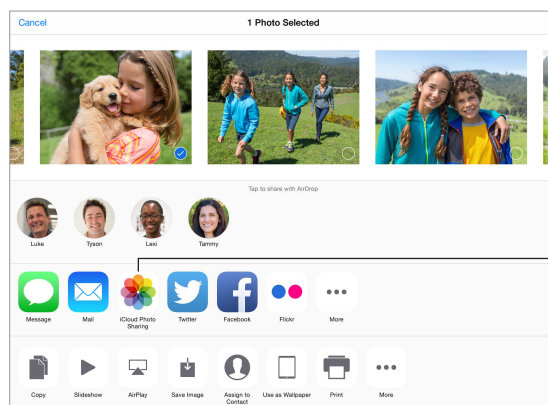 Cancel 1 Photo Selected
Tap to share with AirDrop
Luke Tyson Lexi Tammy
Message Mail iCloud Photo Sharing Twitter Facebook Flickr More
Copy Slideshow AirPlay Save Image Assign to Contact Use as Wallpaper Print More